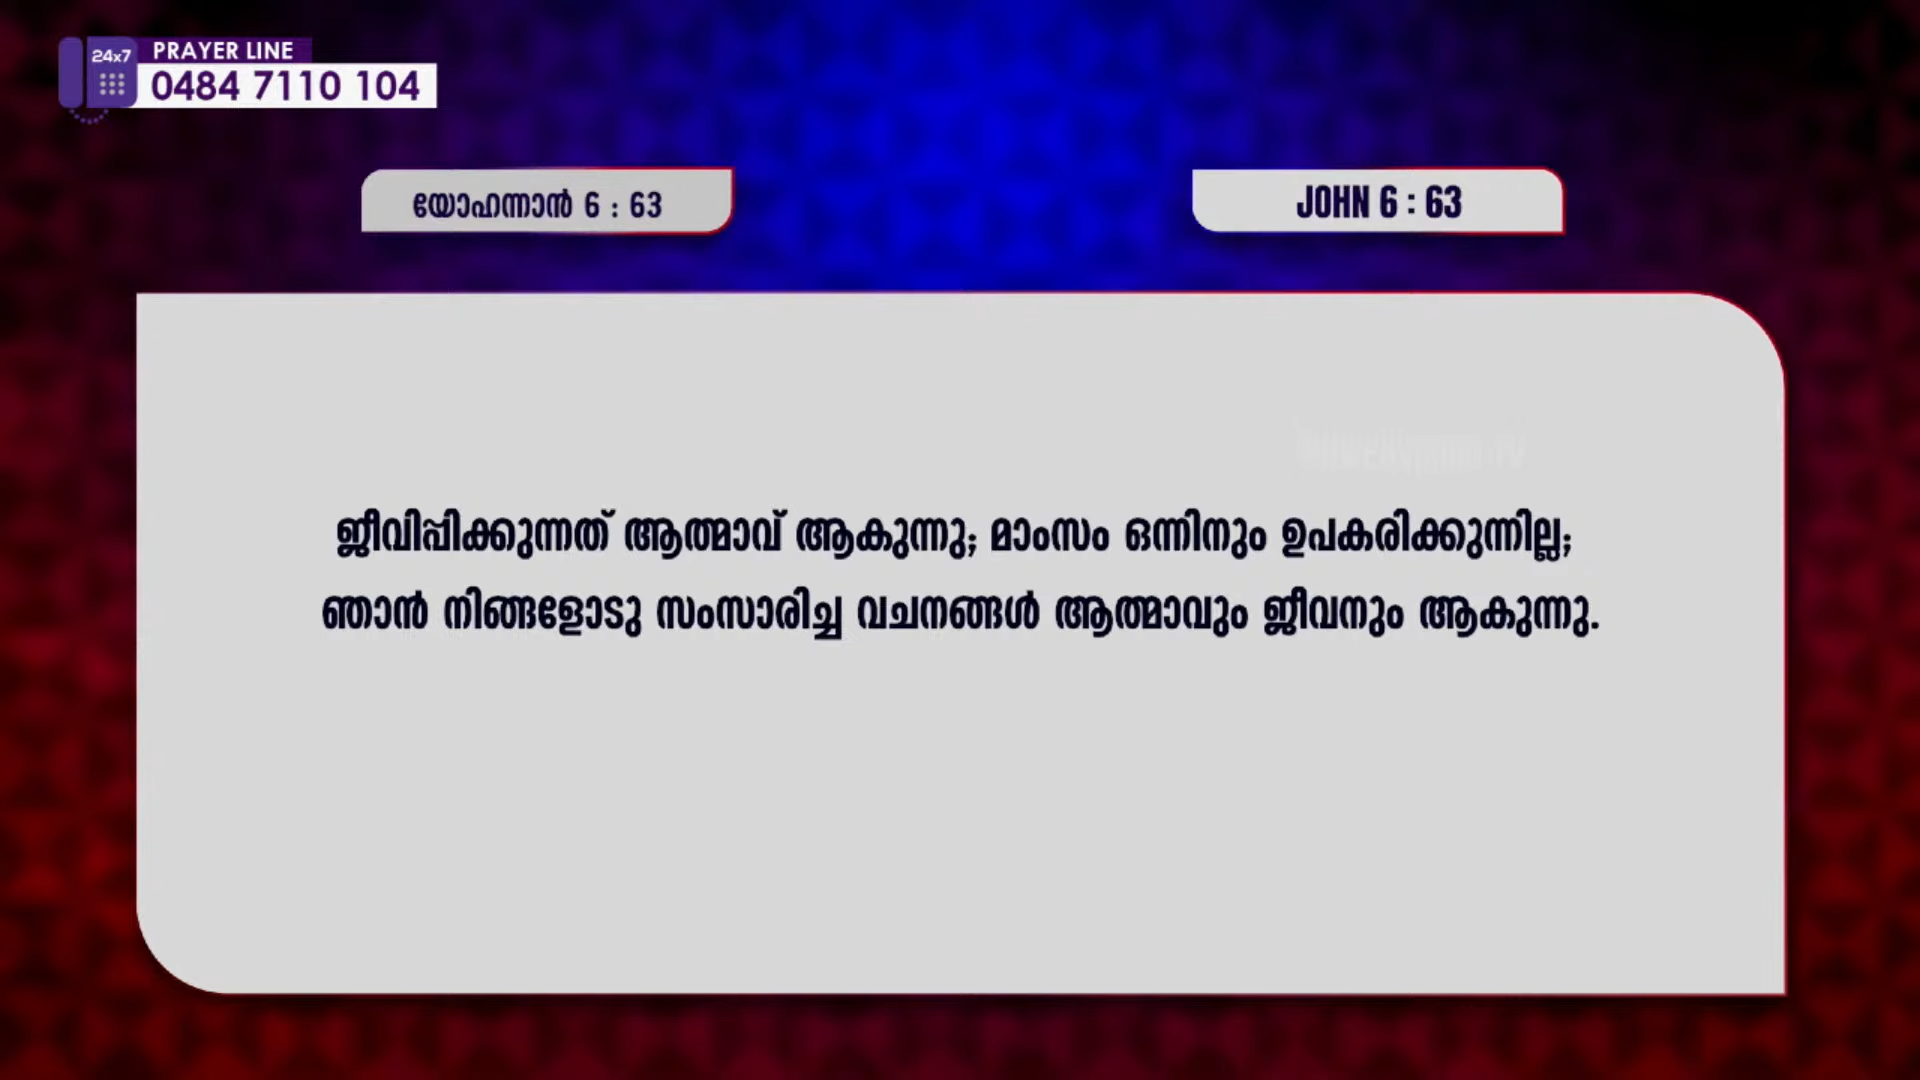 24x7
PRAYER LINE
0484 7110 104
യോഹന്നാൻ 6 : 63
JOHN 6 : 63
ജീവിപ്പിക്കുന്നത് ആത്മാവ് ആകുന്നു; മാംസം ഒന്നിനും ഉപകരിക്കുന്നില്ല;
ഞാൻ നിങ്ങളോടു സംസാരിച്ച വചനങ്ങൾ ആത്മാവും ജീവനും ആകുന്നു.